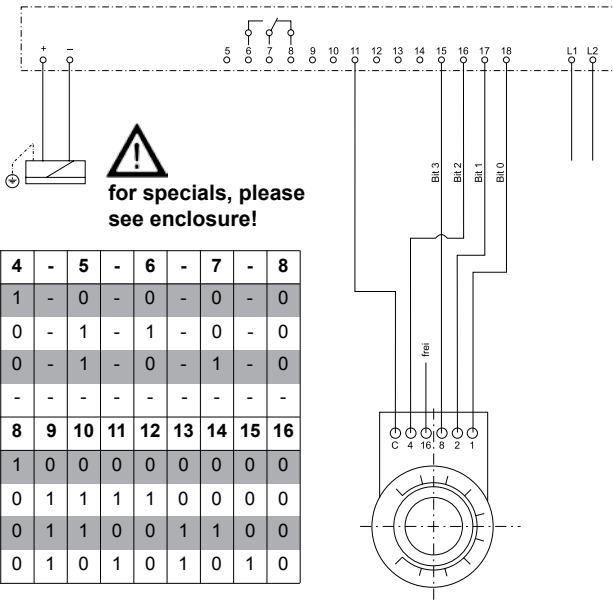 + –
5 6 7 8 9 10 11 12 13 14 15 16 17 18 L1 L2
Bit 3 Bit 2 Bit 1 Bit 0
for specials, please
see enclosure!
frei
C 4 16 8 2 1
4 - 5 - 6 - 7 - 8
1 - 0 - 0 - 0 - 0
0 - 1 - 1 - 0 - 0
0 - 1 - 0 - 1 - 0
- - - - - - - - -
8 9 10 11 12 13 14 15 16
1 0 0 0 0 0 0 0 0
0 1 1 1 1 0 0 0 0
0 1 1 0 0 1 1 0 0
0 1 0 1 0 1 0 1 0